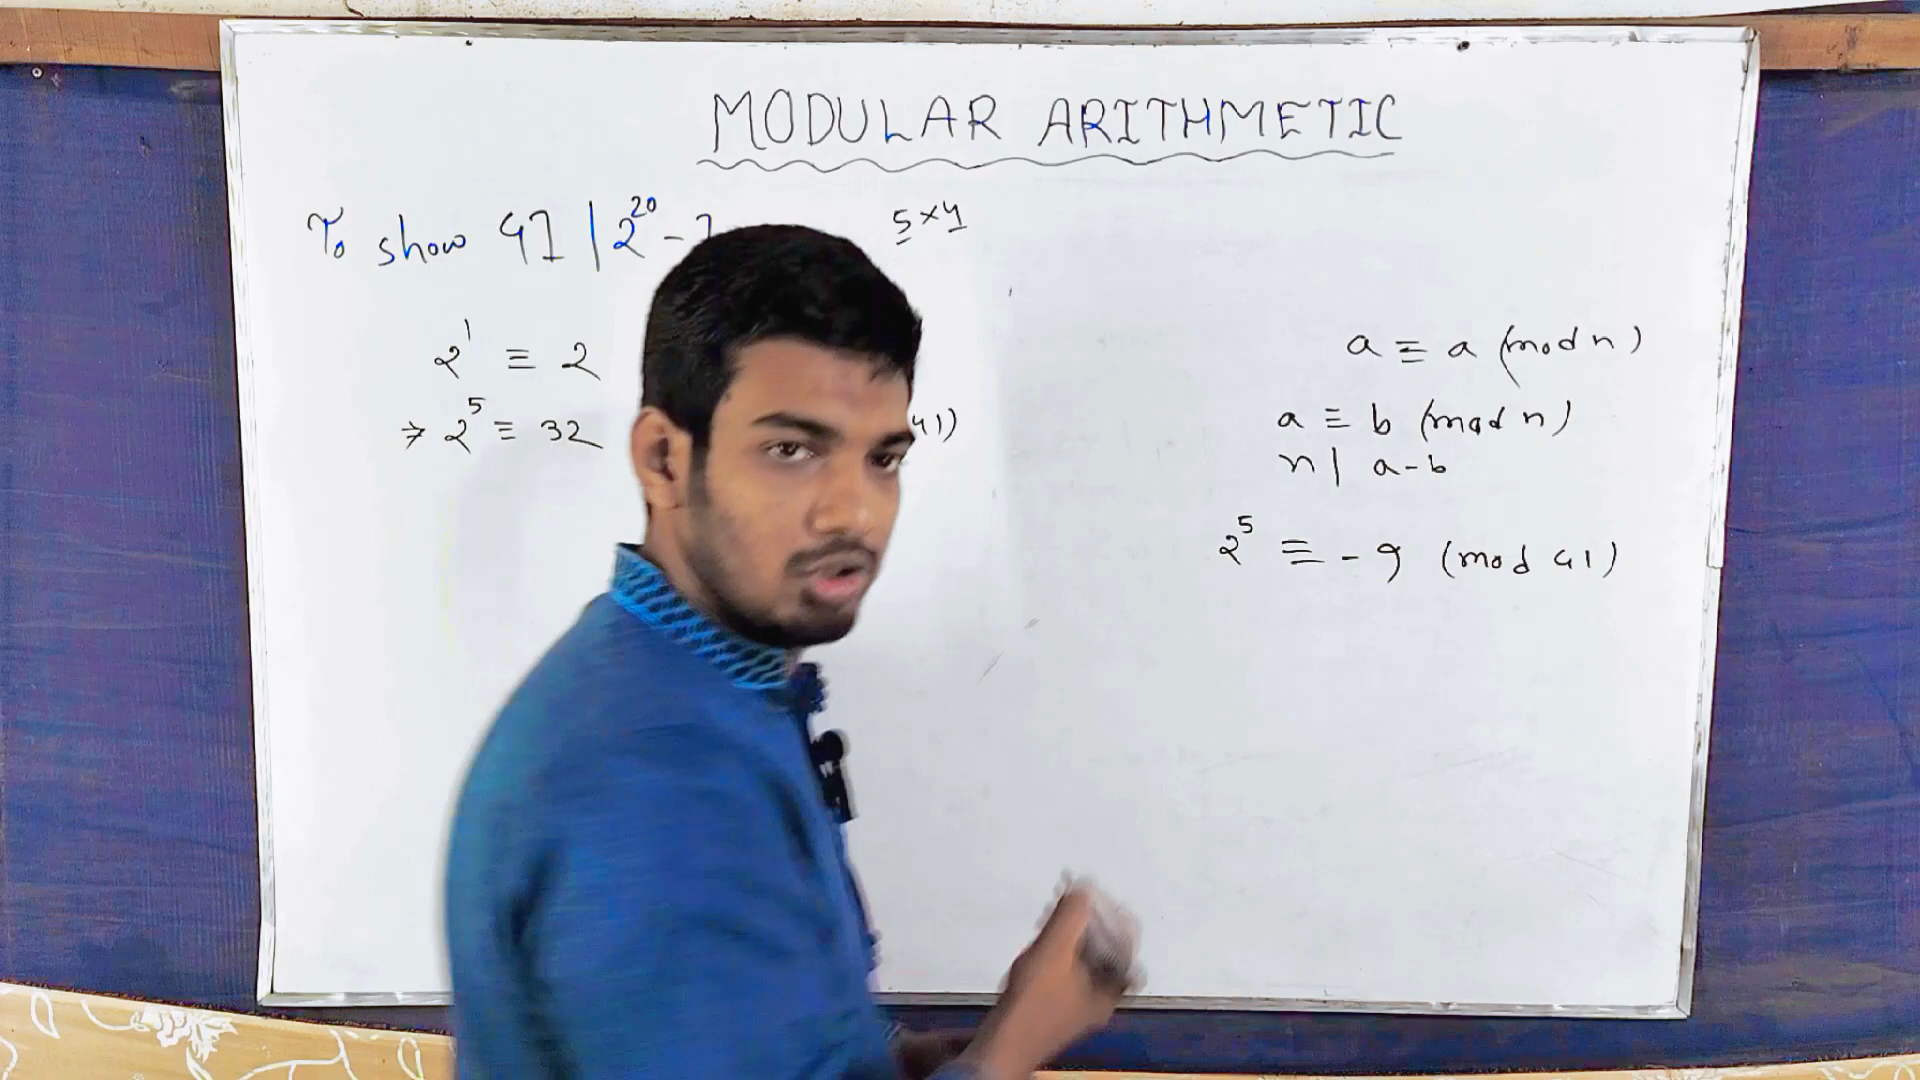 MODULAR ARITHMETIC
To show 41 | 2^20 - 1
5 × 4
2^1 ≡ 2
⇒ 2^5 ≡ 32 41)
a ≡ a (mod n)
a ≡ b (mod n)
n | a - b
2^5 ≡ - 9 (mod 41)